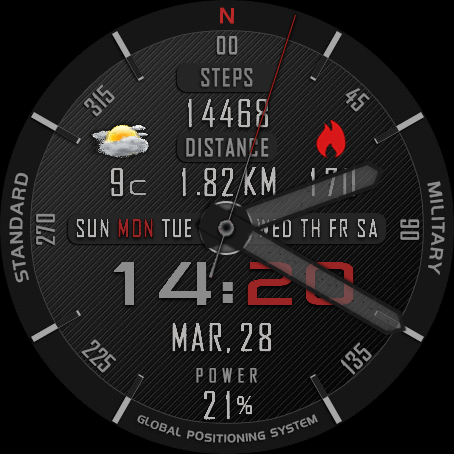 N
00
315
45
STEPS
14468
DISTANCE
9C 1.82 KM
STANDARD
270
SUN MON TUE WED TH FR SA
90
MILITARY
14:20
MAR, 28
225
135
POWER
21%
GLOBAL POSITIONING SYSTEM